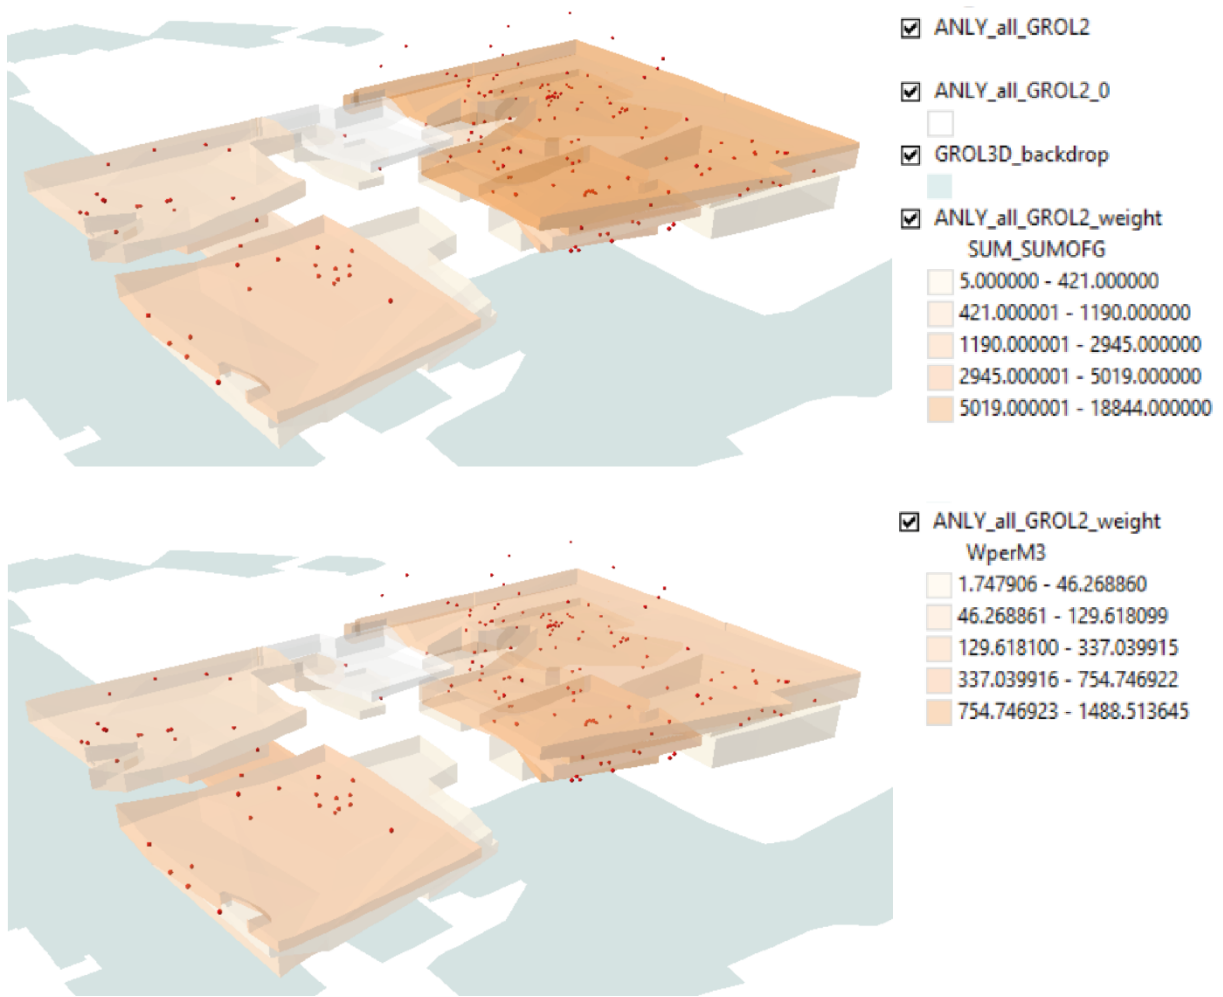 ANLY_all_GROL2
ANLY_all_GROL2_0
GROL3D_backdrop
ANLY_all_GROL2_weight
SUM_SUMOFG
5.000000 - 421.000000
421.000001 - 1190.000000
1190.000001 - 2945.000000
2945.000001 - 5019.000000
5019.000001 - 18844.000000
ANLY_all_GROL2_weight
WperM3
1.747906 - 46.268860
46.268861 - 129.618099
129.618100 - 337.039915
337.039916 - 754.746922
754.746923 - 1488.513645